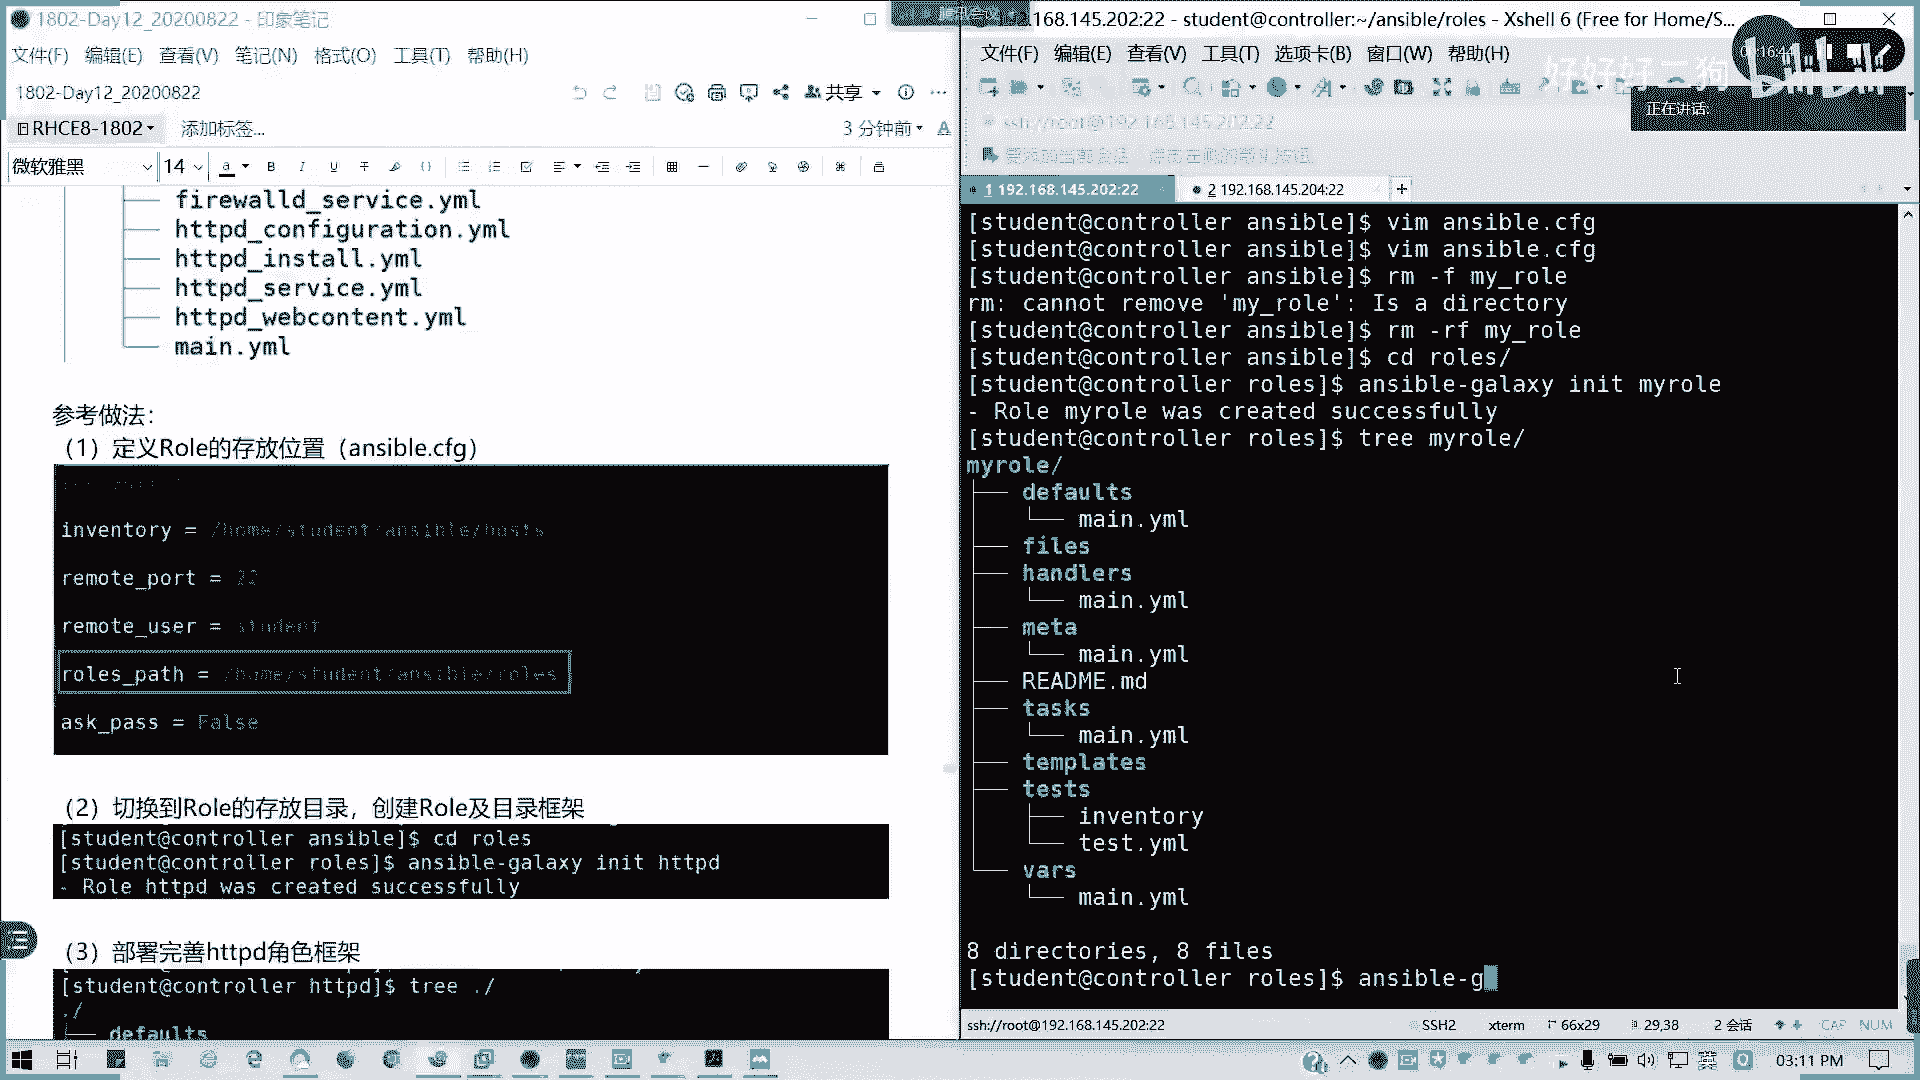 1802-Day12_20200822 - 印象笔记
文件(F) 编辑(E) 查看(V) 笔记(N) 格式(O) 工具(T) 帮助(H)
1802-Day12_20200822
共享
RHCE8-1802
添加标签...
3 分钟前
微软雅黑 14
firewalld_service.yml
httpd_configuration.yml
httpd_install.yml
httpd_service.yml
httpd_webcontent.yml
main.yml
参考做法：
（1）定义Role的存放位置（ansible.cfg）
inventory = /home/student/ansible/hosts
remote_port = 22
remote_user = student
roles_path = /home/student/ansible/roles
ask_pass = False
（2）切换到Role的存放目录，创建Role及目录框架
[student@controller ansible]$ cd roles
[student@controller roles]$ ansible-galaxy init httpd
- Role httpd was created successfully
（3）部署完善httpd角色框架
[student@controller httpd]$ tree ./
./
defaults
168.145.202:22 - student@controller:~/ansible/roles - Xshell 6 (Free for Home/S...
文件(F) 编辑(E) 查看(V) 工具(T) 选项卡(B) 窗口(W) 帮助(H)
好好好二狗
bilibili
正在讲话:
ssh://root@192.168.145.202:22
1 192.168.145.202:22
2 192.168.145.204:22
[student@controller ansible]$ vim ansible.cfg
[student@controller ansible]$ vim ansible.cfg
[student@controller ansible]$ rm -f my_role
rm: cannot remove 'my_role': Is a directory
[student@controller ansible]$ rm -rf my_role
[student@controller ansible]$ cd roles/
[student@controller roles]$ ansible-galaxy init myrole
- Role myrole was created successfully
[student@controller roles]$ tree myrole/
myrole/
├── defaults
│   └── main.yml
├── files
├── handlers
│   └── main.yml
├── meta
│   └── main.yml
├── README.md
├── tasks
│   └── main.yml
├── templates
├── tests
│   ├── inventory
│   └── test.yml
└── vars
    └── main.yml
8 directories, 8 files
[student@controller roles]$ ansible-g
ssh://root@192.168.145.202:22
SSH2
xterm
66x29
29,38
2 会话
CAP NUM
英
03:11 PM